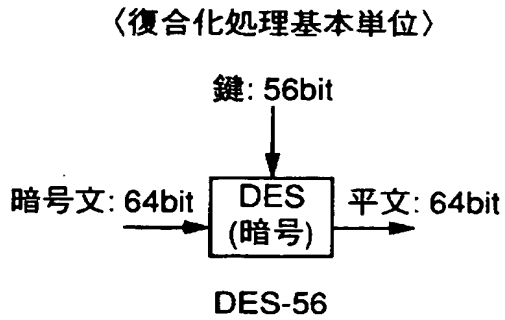 〈復合化処理基本単位〉
鍵: 56bit
暗号文: 64bit
DES
(暗号)
平文: 64bit
DES-56